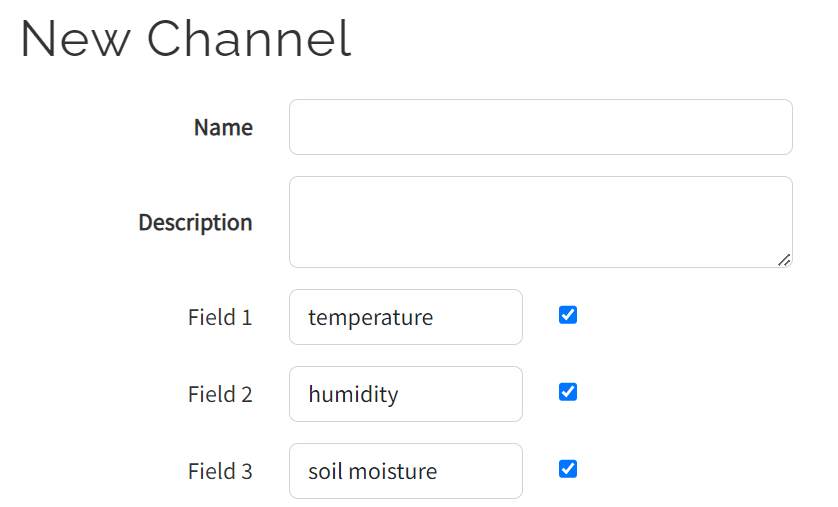 New Channel
Name
Description
Field 1 temperature
Field 2 humidity
Field 3 soil moisture